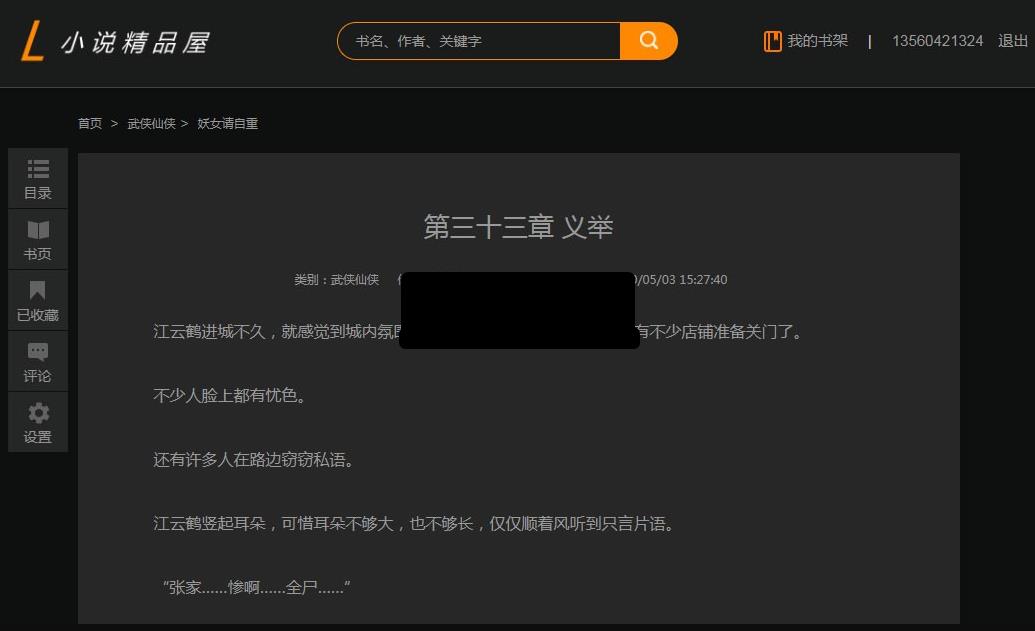 小说精品屋
书名、作者、关键字
我的书架 | 13560421324 退出
首页 > 武侠仙侠 > 妖女请自重
目录
书页
已收藏
评论
设置
第三十三章 义举
类别：武侠仙侠 /05/03 15:27:40
江云鹤进城不久，就感觉到城内氛 有不少店铺准备关门了。
不少人脸上都有忧色。
还有许多人在路边窃窃私语。
江云鹤竖起耳朵，可惜耳朵不够大，也不够长，仅仅顺着风听到只言片语。
“张家……惨啊……全尸……“